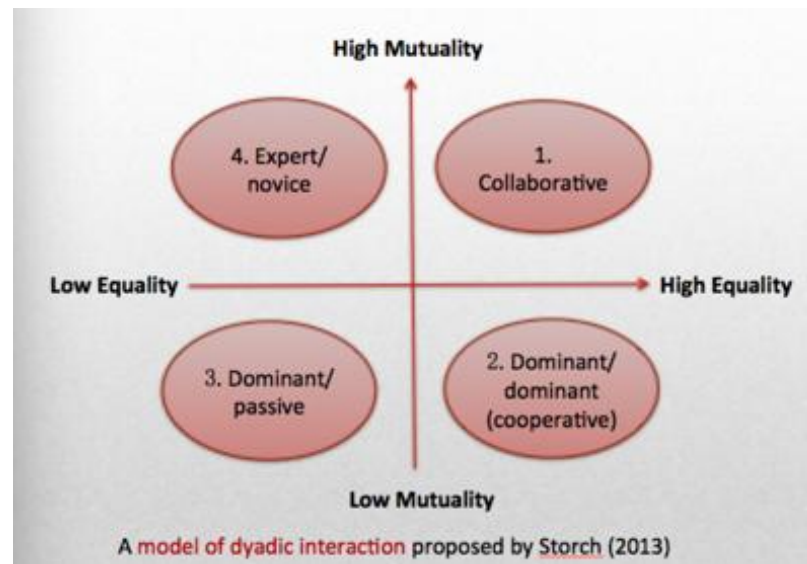 High Mutuality
4. Expert/
novice
1.
Collaborative
Low Equality
High Equality
3. Dominant/
passive
2. Dominant/
dominant
(cooperative)
Low Mutuality
A model of dyadic interaction proposed by Storch (2013)